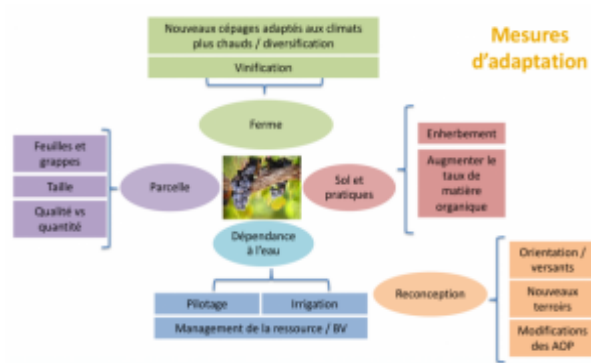 Mesures
d'adaptation
Nouveaux cépages adaptés aux climats
plus chauds / diversification
Vinification
Ferme
Feuilles et
grappes
Taille
Qualité vs
quantité
Parcelle
Sol et
pratiques
Enherbement
Augmenter le
taux de
matière
organique
Dépendance
à l'eau
Pilotage
Irrigation
Management de la ressource / BV
Reconception
Orientation /
versants
Nouveaux
terroirs
Modifications
des AOP